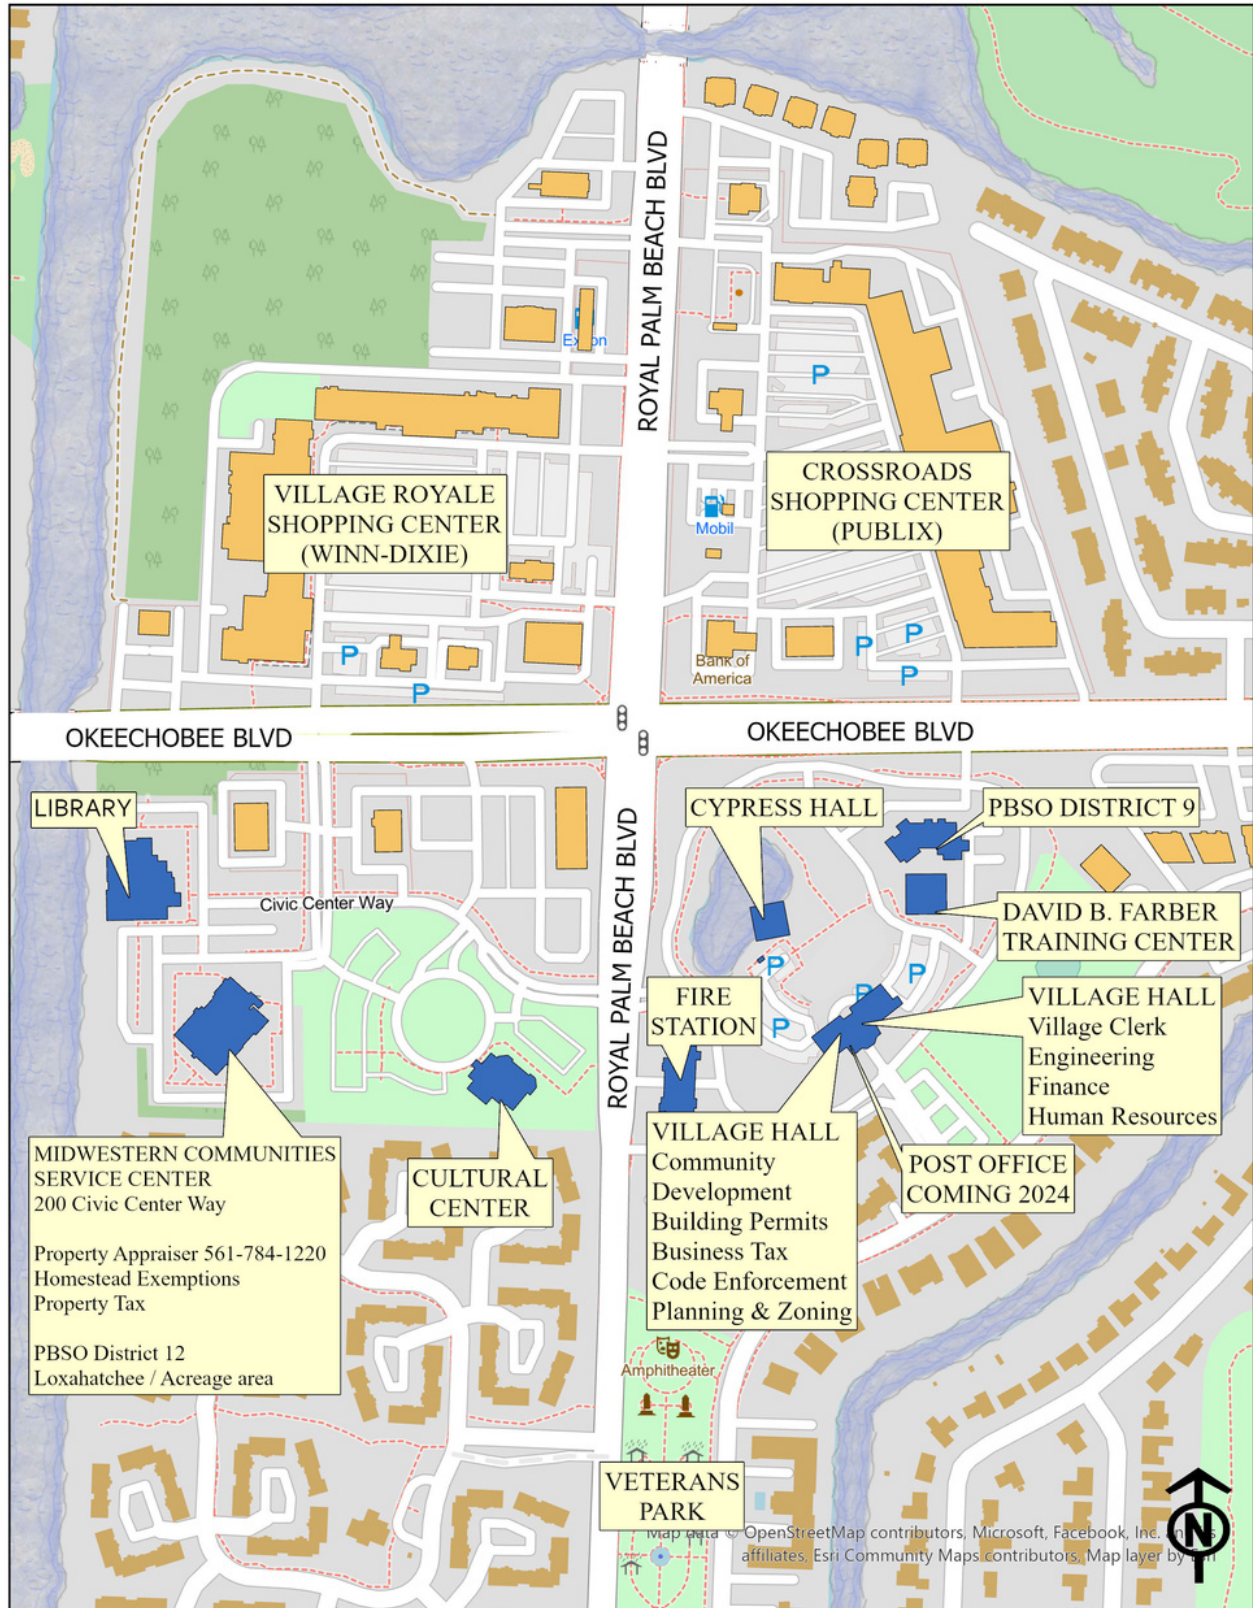 ROYAL PALM BEACH BLVD
Exxon
P
VILLAGE ROYALE
SHOPPING CENTER
(WINN-DIXIE)
CROSSROADS
SHOPPING CENTER
(PUBLIX)
Mobil
P
P
P
P
P
Bank of
America
OKEECHOBEE BLVD
OKEECHOBEE BLVD
LIBRARY
CYPRESS HALL
PBSO DISTRICT 9
ROYAL PALM BEACH BLVD
Civic Center Way
DAVID B. FARBER
TRAINING CENTER
P
P
P
P
FIRE
STATION
VILLAGE HALL
Village Clerk
Engineering
Finance
Human Resources
MIDWESTERN COMMUNITIES
SERVICE CENTER
200 Civic Center Way
Property Appraiser 561-784-1220
Homestead Exemptions
Property Tax
PBSO District 12
Loxahatchee / Acreage area
CULTURAL
CENTER
VILLAGE HALL
Community
Development
Building Permits
Business Tax
Code Enforcement
Planning & Zoning
POST OFFICE
COMING 2024
Amphitheater
VETERANS
PARK
N
Map data © OpenStreetMap contributors, Microsoft, Facebook, Inc. and its
affiliates, Esri Community Maps contributors, Map layer by Esri